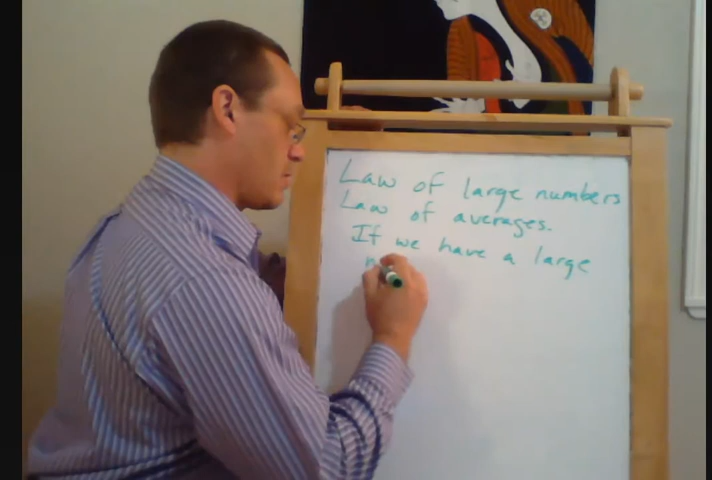 Law of large numbers
Law of averages.
If we have a large
n